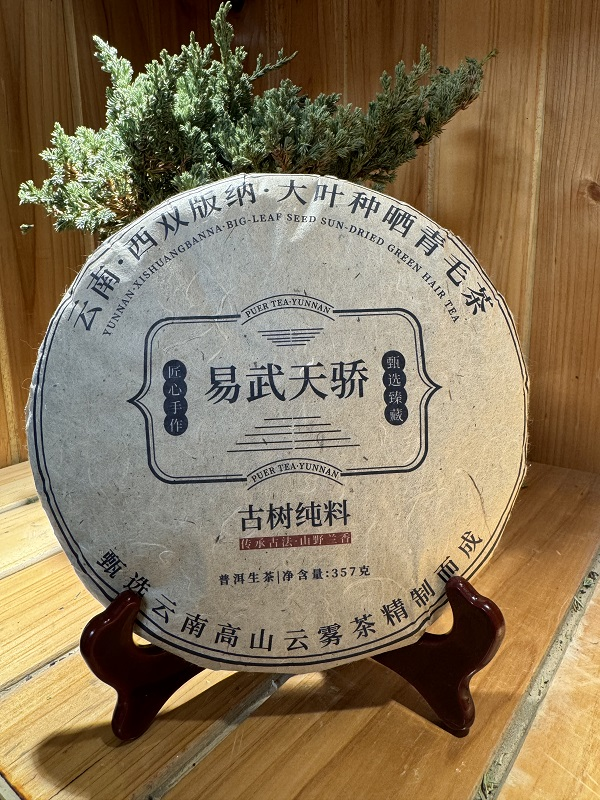 云南·西双版纳·大叶种晒青毛茶
YUNNAN·XISHUANGBANNA·BIG-LEAF SEED SUN-DRIED GREEN HAIR TEA
PUER TEA·YUNNAN
匠心手作
易武天骄
甄选臻藏
PUER TEA·YUNNAN
古树纯料
传承古法·山野兰香
普洱生茶|净含量:357克
甄选云南高山云雾茶精制而成